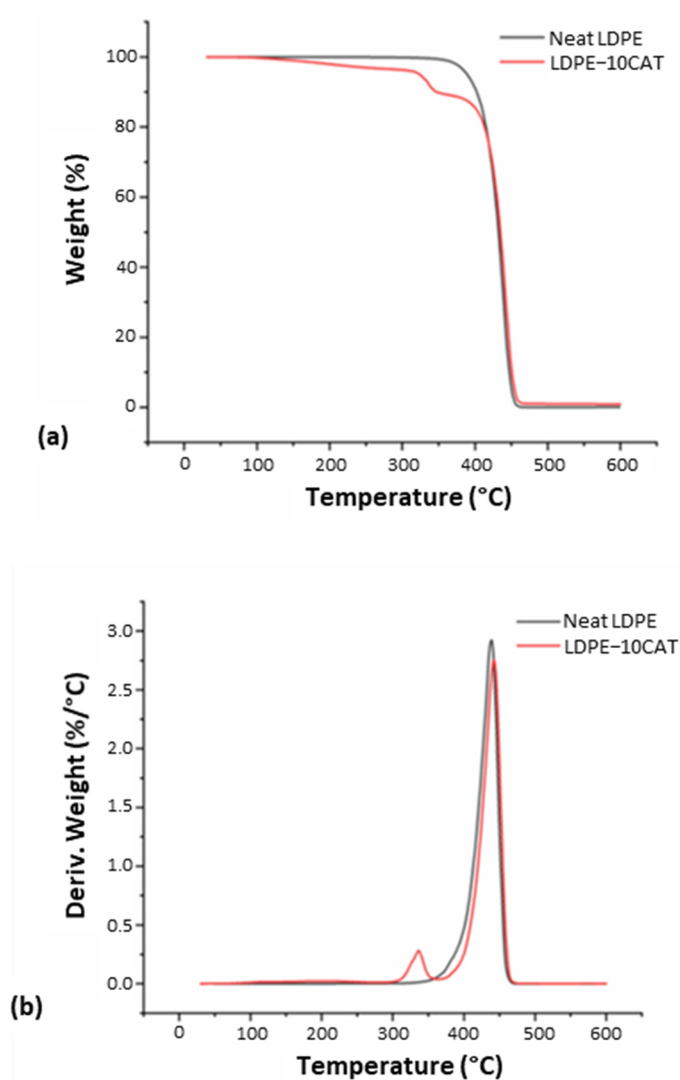 Neat LDPE
LDPE–10CAT
100
80
60
40
20
0
Weight (%)
0 100 200 300 400 500 600
Temperature (°C)
(a)
Neat LDPE
LDPE–10CAT
3.0
2.5
2.0
1.5
1.0
0.5
0.0
Deriv. Weight (%/°C)
0 100 200 300 400 500 600
Temperature (°C)
(b)